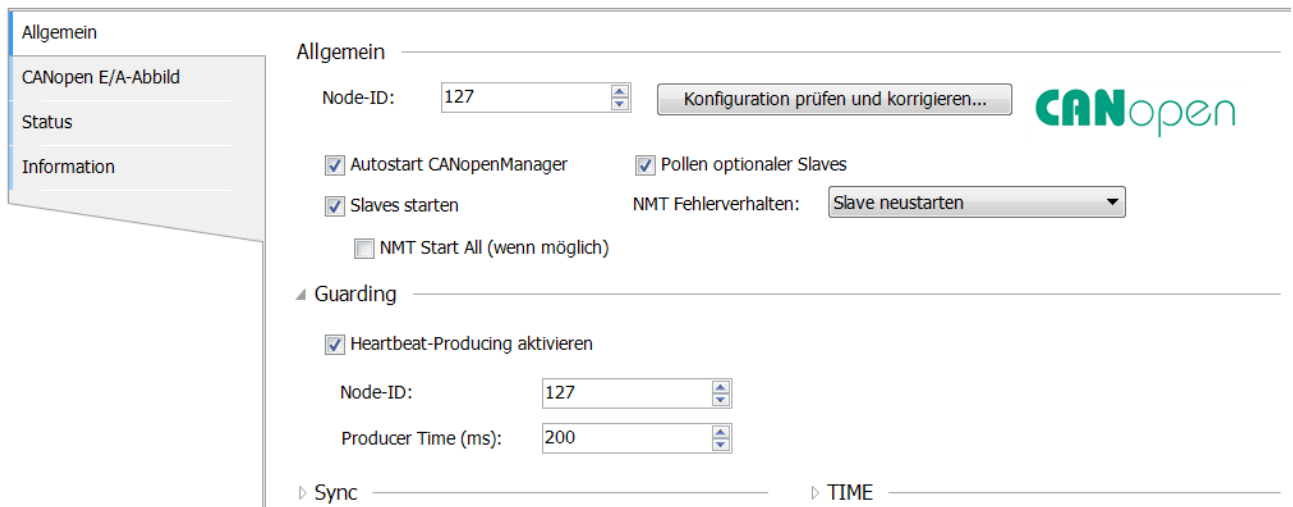 Allgemein
CANopen E/A-Abbild
Status
Information
Allgemein
Node-ID: 127 Konfiguration prüfen und korrigieren... CANopen
Autostart CANopenManager Pollen optionaler Slaves
Slaves starten NMT Fehlerverhalten: Slave neustarten
NMT Start All (wenn möglich)
Guarding
Heartbeat-Producing aktivieren
Node-ID: 127
Producer Time (ms): 200
Sync TIME